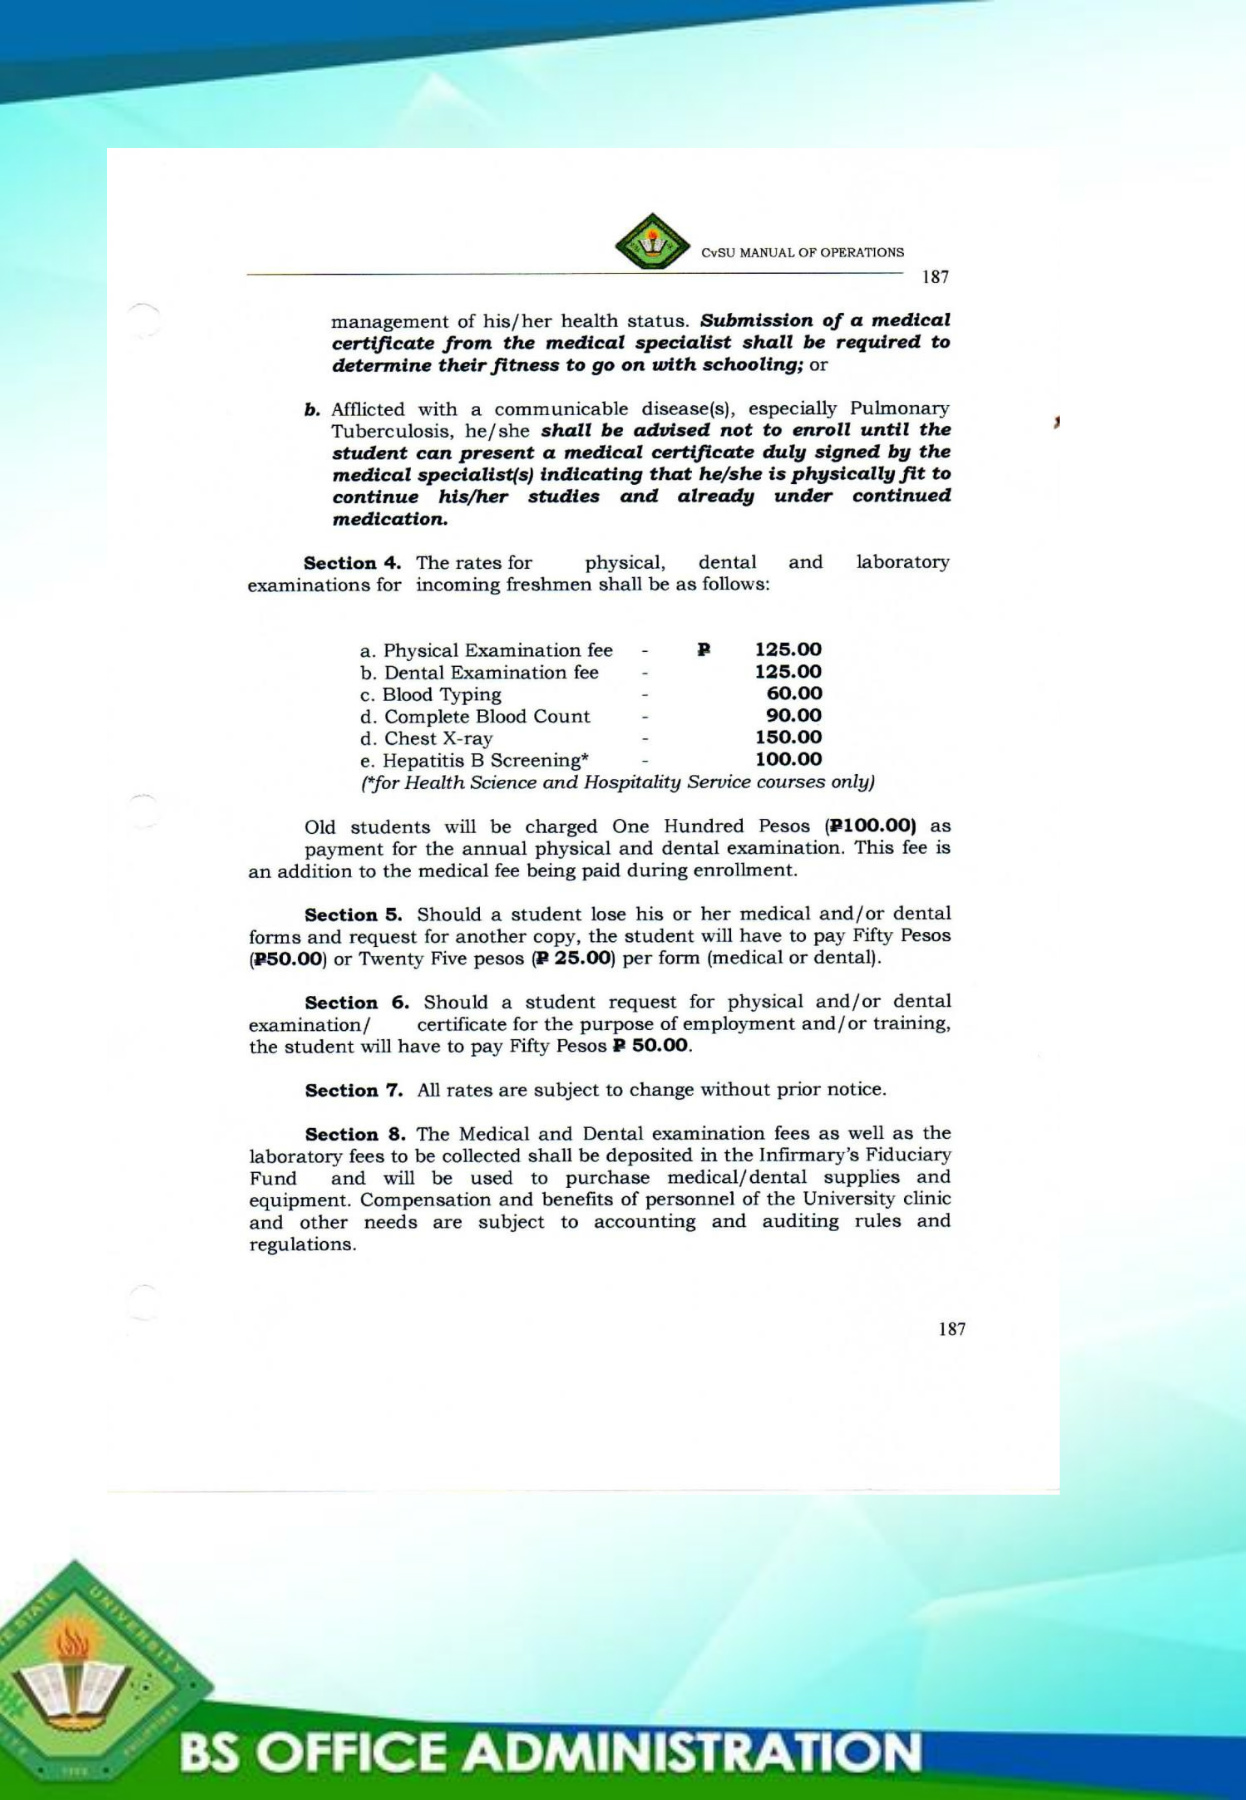 CvSU MANUAL OF OPERATIONS
187
management of his/her health status. Submission of a medical
certificate from the medical specialist shall be required to
determine their fitness to go on with schooling; or
b. Afflicted with a communicable disease(s), especially Pulmonary
Tuberculosis, he/she shall be advised not to enroll until the
student can present a medical certificate duly signed by the
medical specialist(s) indicating that he/she is physically fit to
continue his/her studies and already under continued
medication.
Section 4. The rates for physical, dental and laboratory
examinations for incoming freshmen shall be as follows:
a. Physical Examination fee - ₱ 125.00
b. Dental Examination fee - 125.00
c. Blood Typing - 60.00
d. Complete Blood Count - 90.00
d. Chest X-ray - 150.00
e. Hepatitis B Screening* - 100.00
(*for Health Science and Hospitality Service courses only)
Old students will be charged One Hundred Pesos (₱100.00) as
payment for the annual physical and dental examination. This fee is
an addition to the medical fee being paid during enrollment.
Section 5. Should a student lose his or her medical and/or dental
forms and request for another copy, the student will have to pay Fifty Pesos
(₱50.00) or Twenty Five pesos (₱ 25.00) per form (medical or dental).
Section 6. Should a student request for physical and/or dental
examination/ certificate for the purpose of employment and/or training,
the student will have to pay Fifty Pesos ₱ 50.00.
Section 7. All rates are subject to change without prior notice.
Section 8. The Medical and Dental examination fees as well as the
laboratory fees to be collected shall be deposited in the Infirmary's Fiduciary
Fund and will be used to purchase medical/dental supplies and
equipment. Compensation and benefits of personnel of the University clinic
and other needs are subject to accounting and auditing rules and
regulations.
187
STATE UNIVERSITY
BS OFFICE ADMINISTRATION